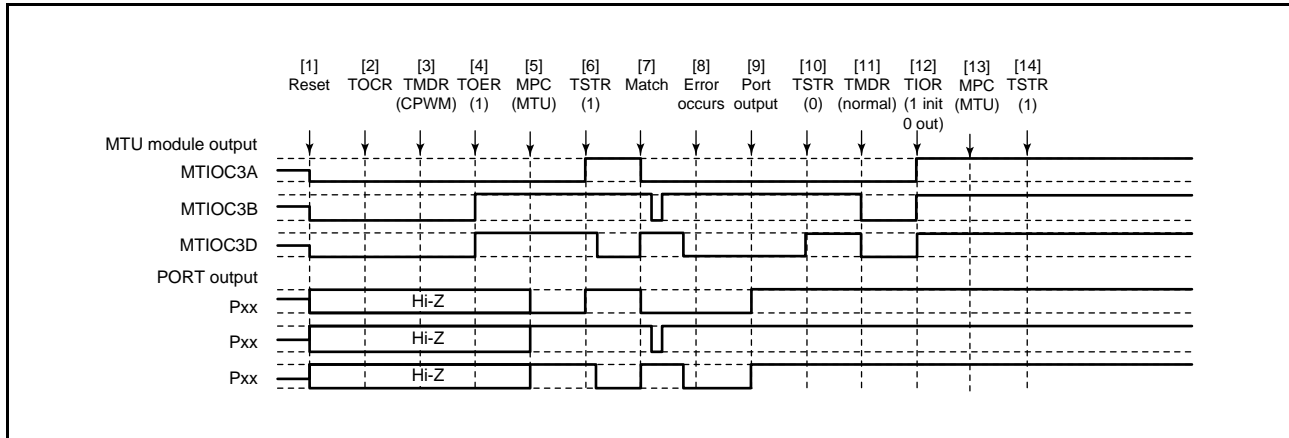 [1] [2] [3] [4] [5] [6] [7] [8] [9] [10] [11] [12] [13] [14]
Reset TOCR TMDR TOER MPC TSTR Match Error Port TSTR TMDR TIOR MPC TSTR
(CPWM) (1) (MTU) (1) occurs output (0) (normal) (1 init (MTU) (1)
0 out)
MTU module output
MTIOC3A
MTIOC3B
MTIOC3D
PORT output
Pxx Hi-Z
Pxx Hi-Z
Pxx Hi-Z